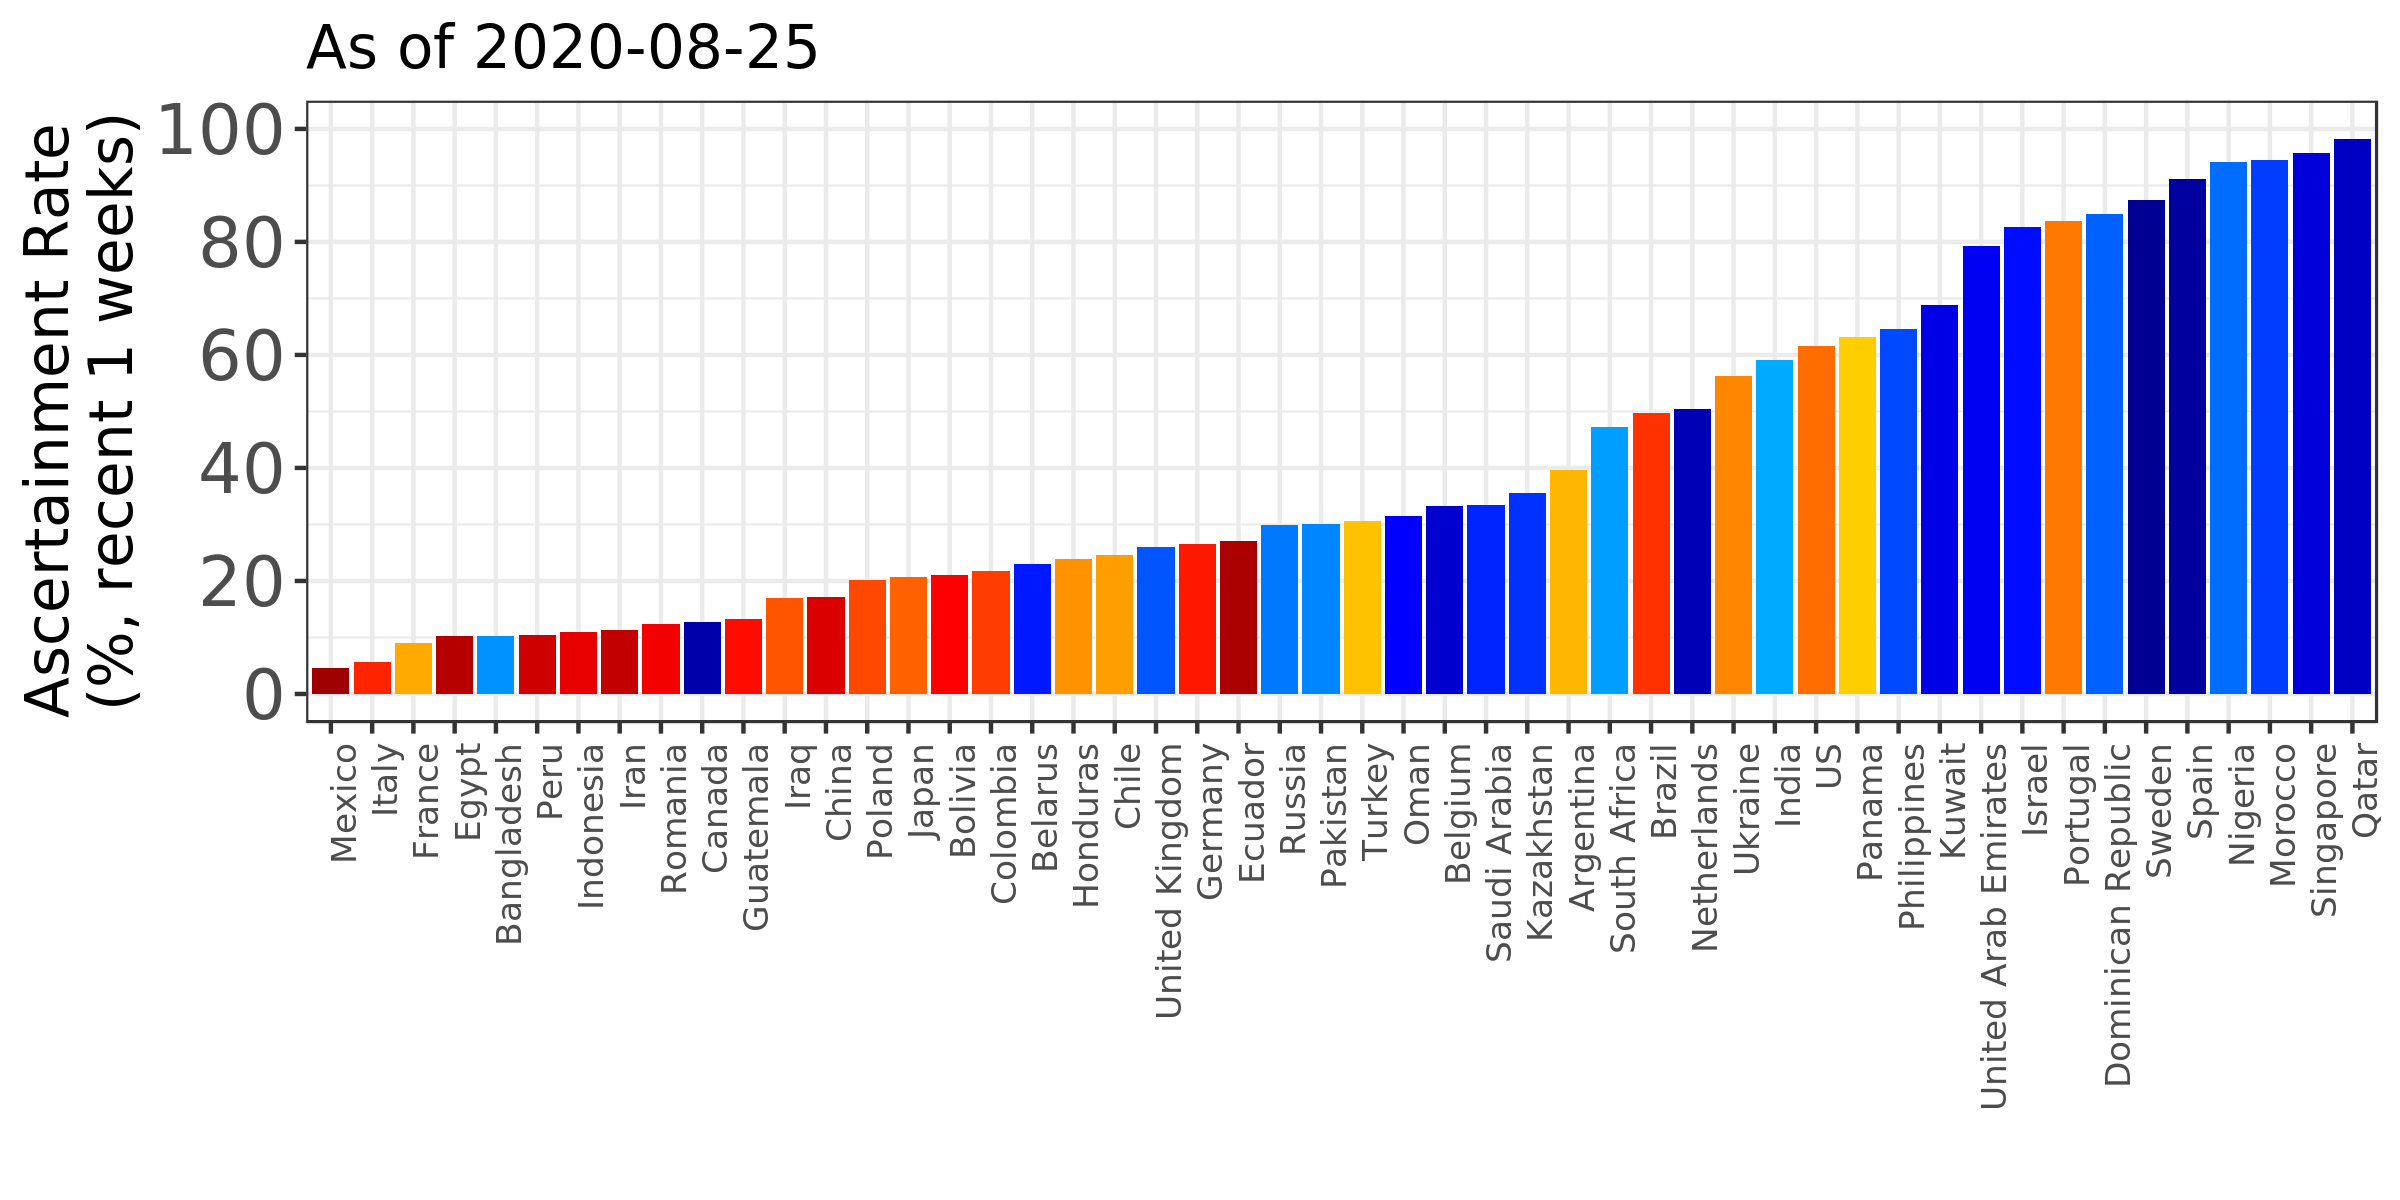 As of 2020-08-25
Ascertainment Rate
(%, recent 1 weeks)
100
80
60
40
20
0
Mexico
Italy
France
Egypt
Bangladesh
Peru
Indonesia
Iran
Romania
Canada
Guatemala
Iraq
China
Poland
Japan
Bolivia
Colombia
Belarus
Honduras
Chile
United Kingdom
Germany
Ecuador
Russia
Pakistan
Turkey
Oman
Belgium
Saudi Arabia
Kazakhstan
Argentina
South Africa
Brazil
Netherlands
Ukraine
India
US
Panama
Philippines
Kuwait
United Arab Emirates
Israel
Portugal
Dominican Republic
Sweden
Spain
Nigeria
Morocco
Singapore
Qatar